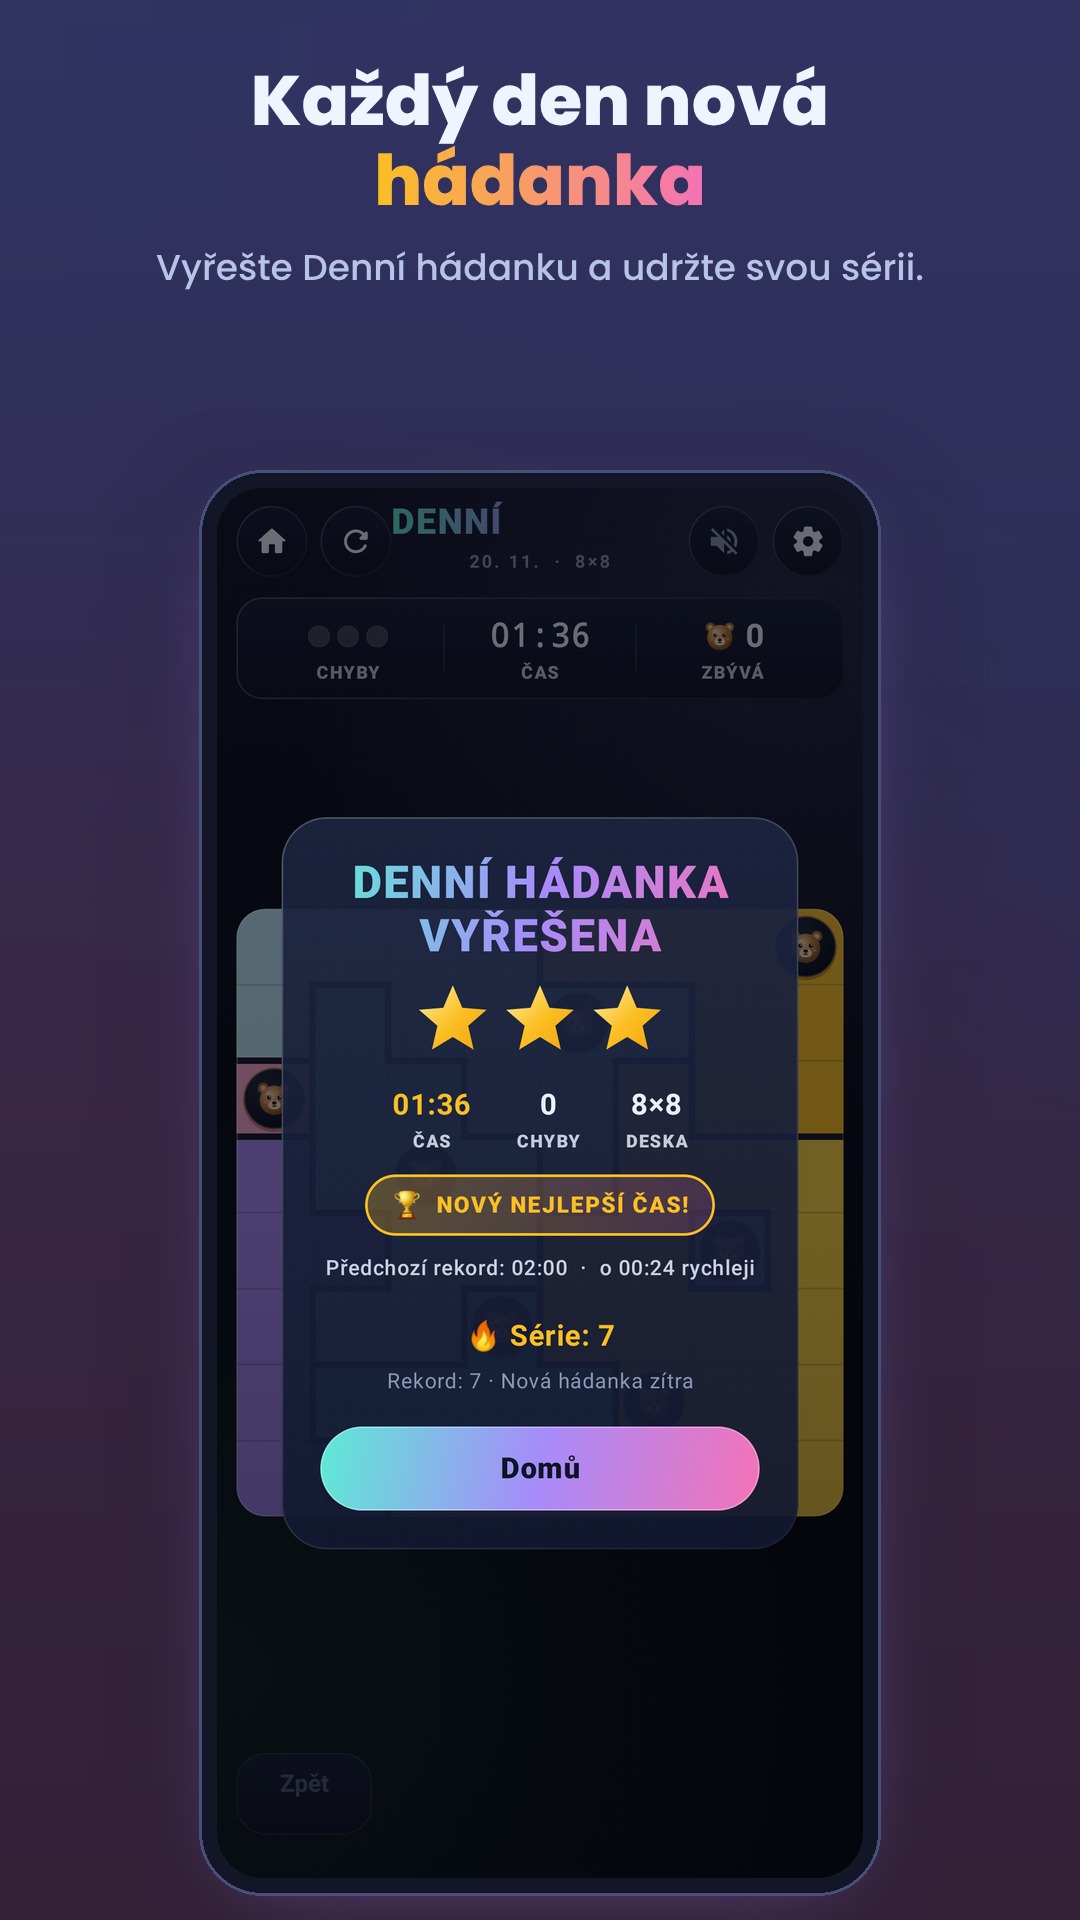 Každý den nová
hádanka
Vyřešte Denní hádanku a udržte svou sérii.
DENNÍ
20. 11. · 8×8
01:36
0
CHYBY
ČAS
ZBÝVÁ
DENNÍ HÁDANKA
VYŘEŠENA
01:36
0
8×8
ČAS
CHYBY
DESKA
NOVÝ NEJLEPŠÍ ČAS!
Předchozí rekord: 02:00 · o 00:24 rychleji
Série: 7
Rekord: 7 · Nová hádanka zítra
Domů
Zpět